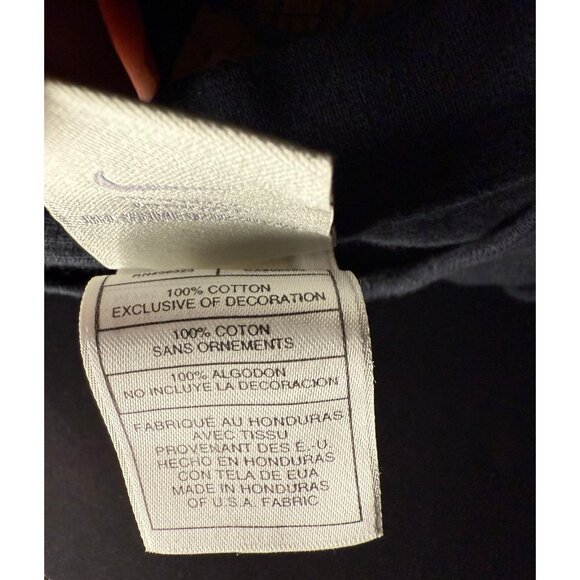 100% COTTON
EXCLUSIVE OF DECORATION
100% COTON
SANS ORNEMENTS
100% ALGODON
NO INCLUYE LA DECORACION
FABRIQUÉ AU HONDURAS
AVEC TISSU
PROVENANT DES É.-U.
HECHO EN HONDURAS
CON TELA DE EUA
MADE IN HONDURAS
OF U.S.A. FABRIC